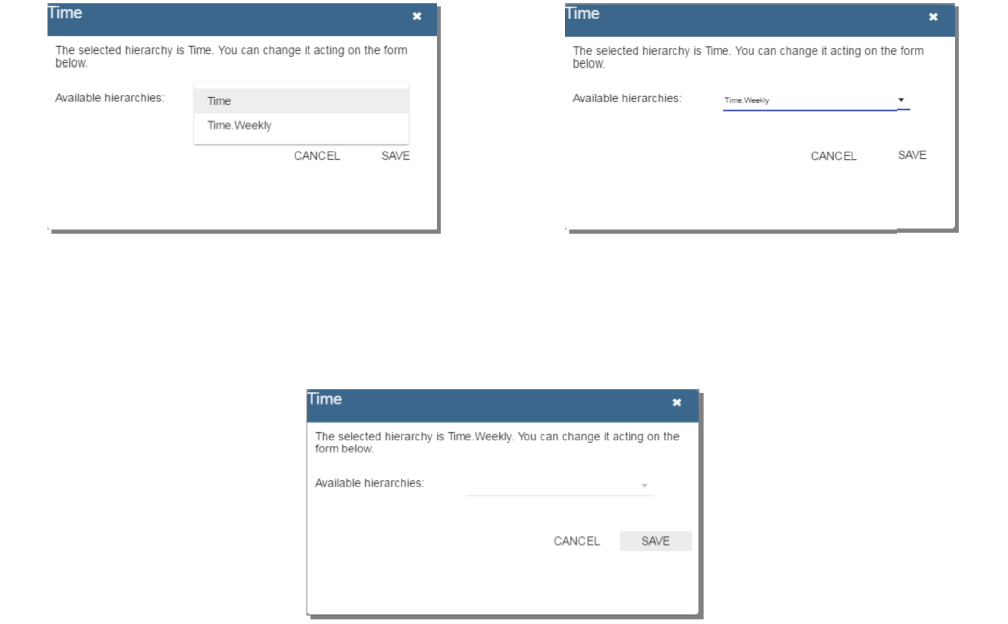 Time
The selected hierarchy is Time. You can change it acting on the form
below.
Available hierarchies:
Time
Time.Weekly
CANCEL SAVE
Time
The selected hierarchy is Time. You can change it acting on the form
below.
Available hierarchies: Time.Weekly
CANCEL SAVE
Time
The selected hierarchy is Time.Weekly. You can change it acting on the
form below.
Available hierarchies:
CANCEL SAVE